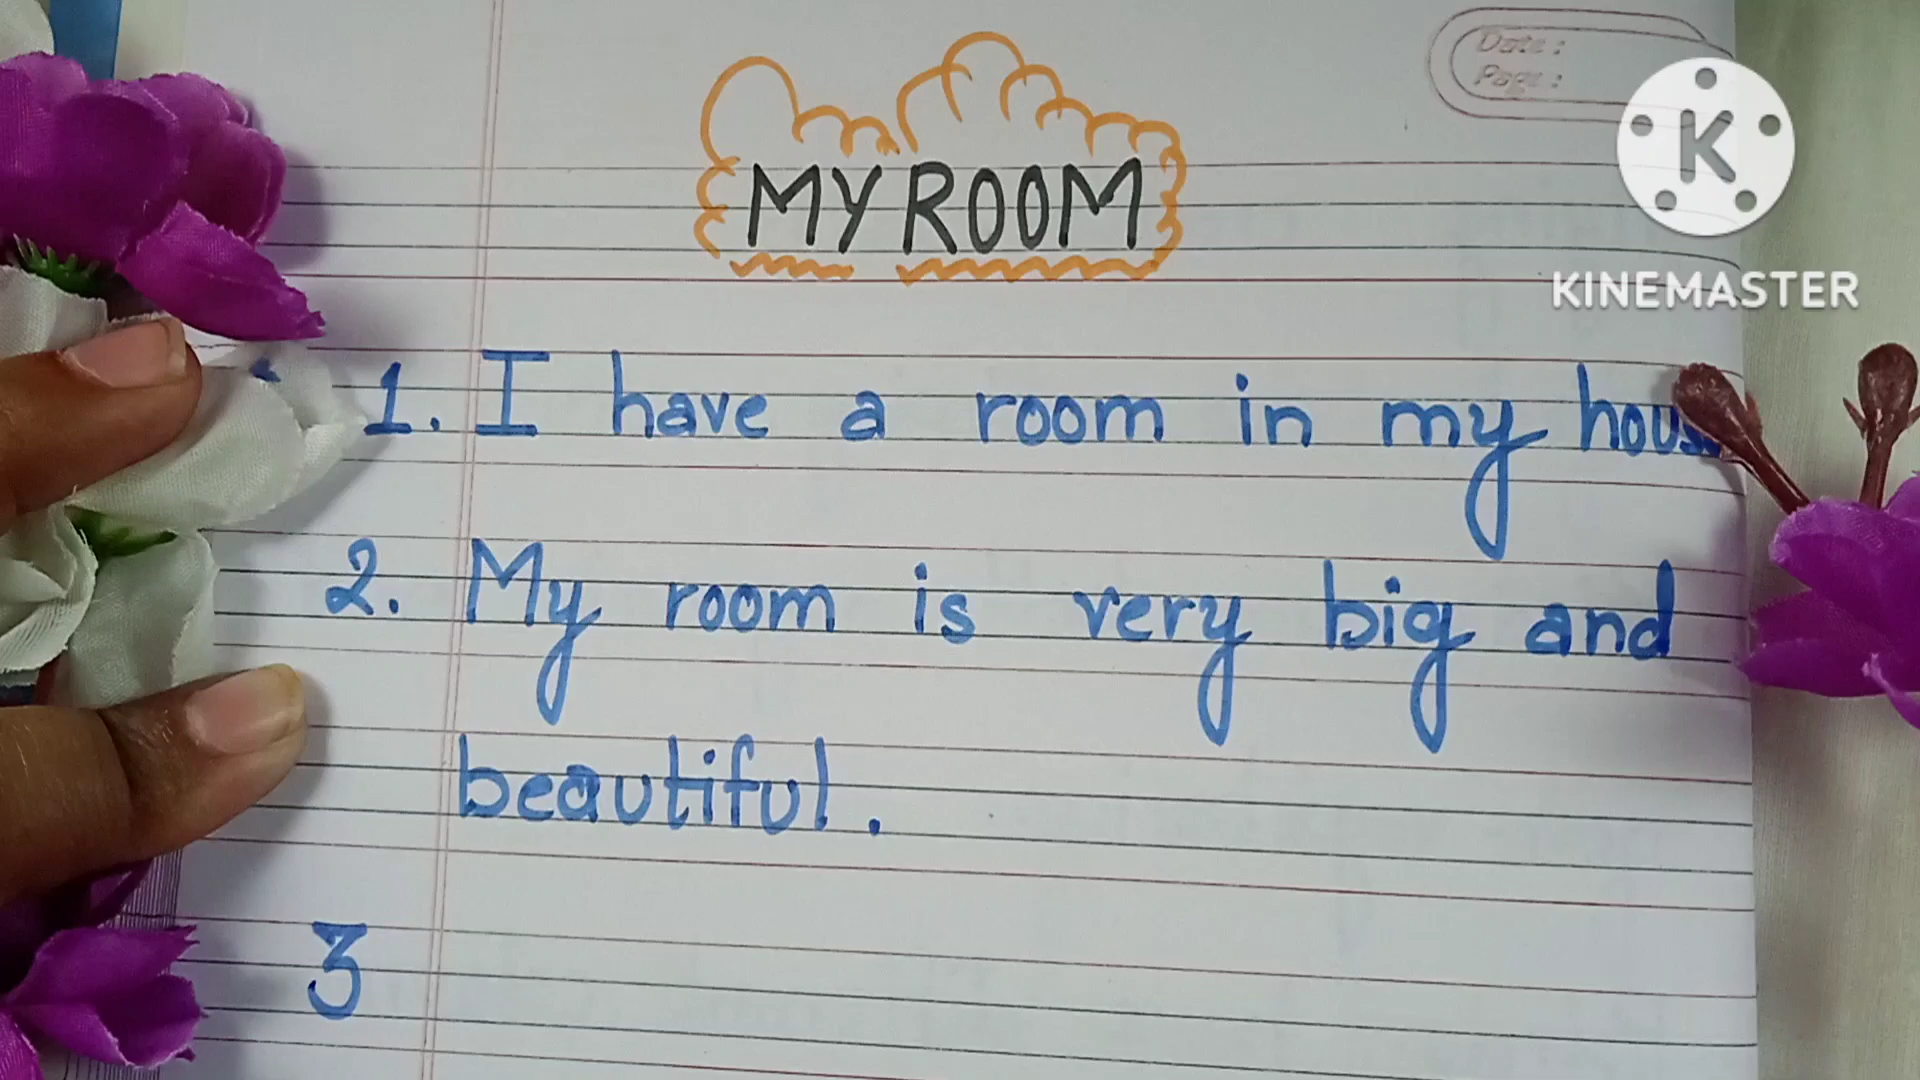 Date:
Page:
K
KINEMASTER
MY ROOM
1. I have a room in my hous
2. My room is very big and
beautiful.
3